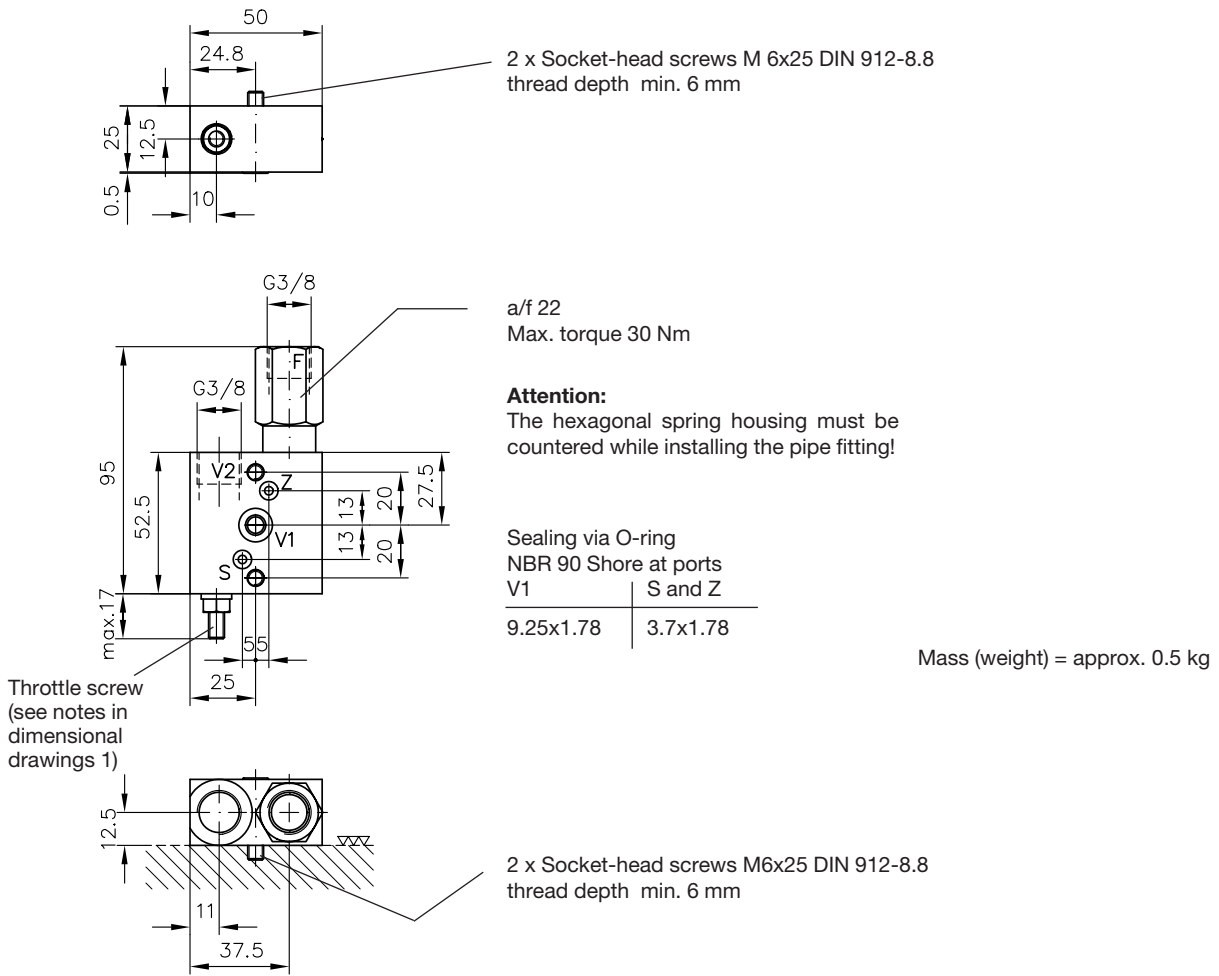 50
24.8
2 x Socket-head screws M 6x25 DIN 912-8.8
thread depth  min. 6 mm
25
12.5
0.5
10
G3/8
a/f 22
Max. torque 30 Nm
F
G3/8
Attention:
The hexagonal spring housing must be
countered while installing the pipe fitting!
95
52.5
V2
Z
13
20
27.5
V1
13
20
S
Sealing via O-ring
NBR 90 Shore at ports
V1 S and Z
9.25x1.78 3.7x1.78
max.17
5 5
25
Mass (weight) = approx. 0.5 kg
Throttle screw
(see notes in
dimensional
drawings 1)
12.5
2 x Socket-head screws M6x25 DIN 912-8.8
thread depth  min. 6 mm
11
37.5